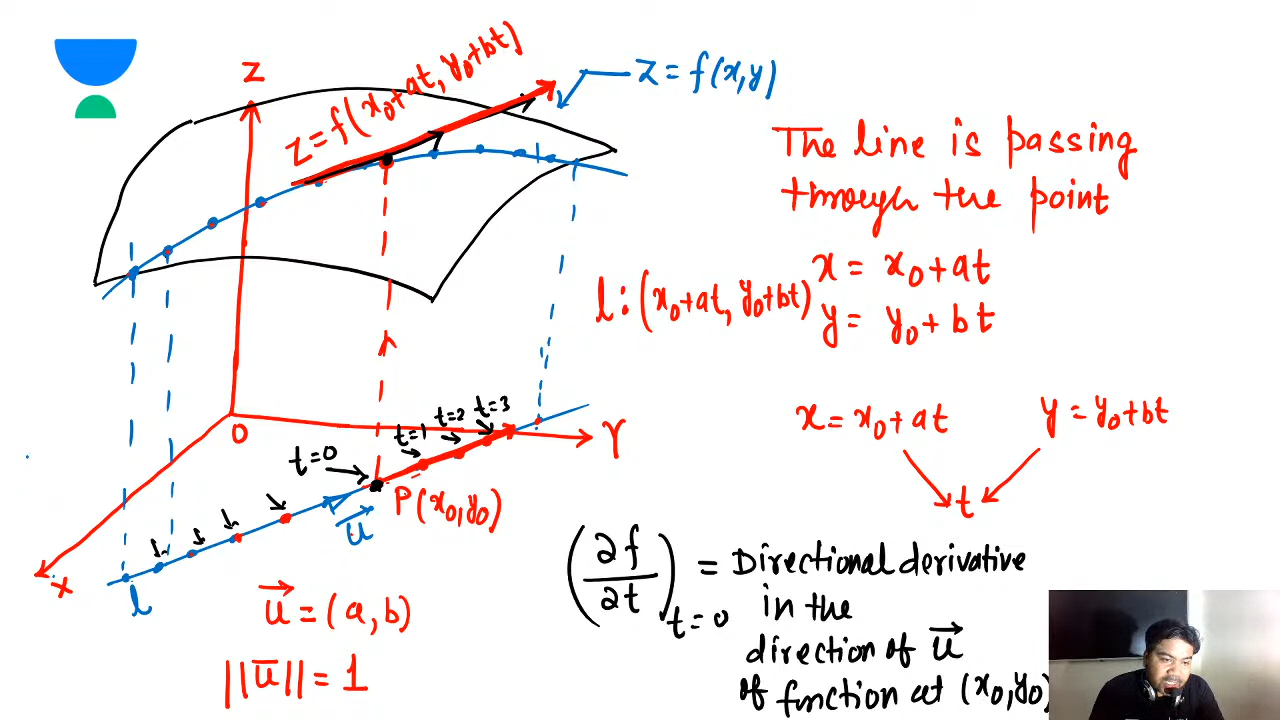 Z
Z = f(x₀+at, y₀+bt)
Z = f(x,y)
The line is passing
through the point
x = x₀+at
l : (x₀+at, y₀+bt)
y = y₀+bt
x = x₀+at
y = y₀+bt
t
O
Y
t=0
t=1
t=2
t=3
P(x₀,y₀)
u⃗
x
l
u⃗ = (a, b)
||u̅|| = 1
(∂f/∂t)ₜ₌₀ = Directional derivative
in the
direction of u⃗
of function at (x₀,y₀)